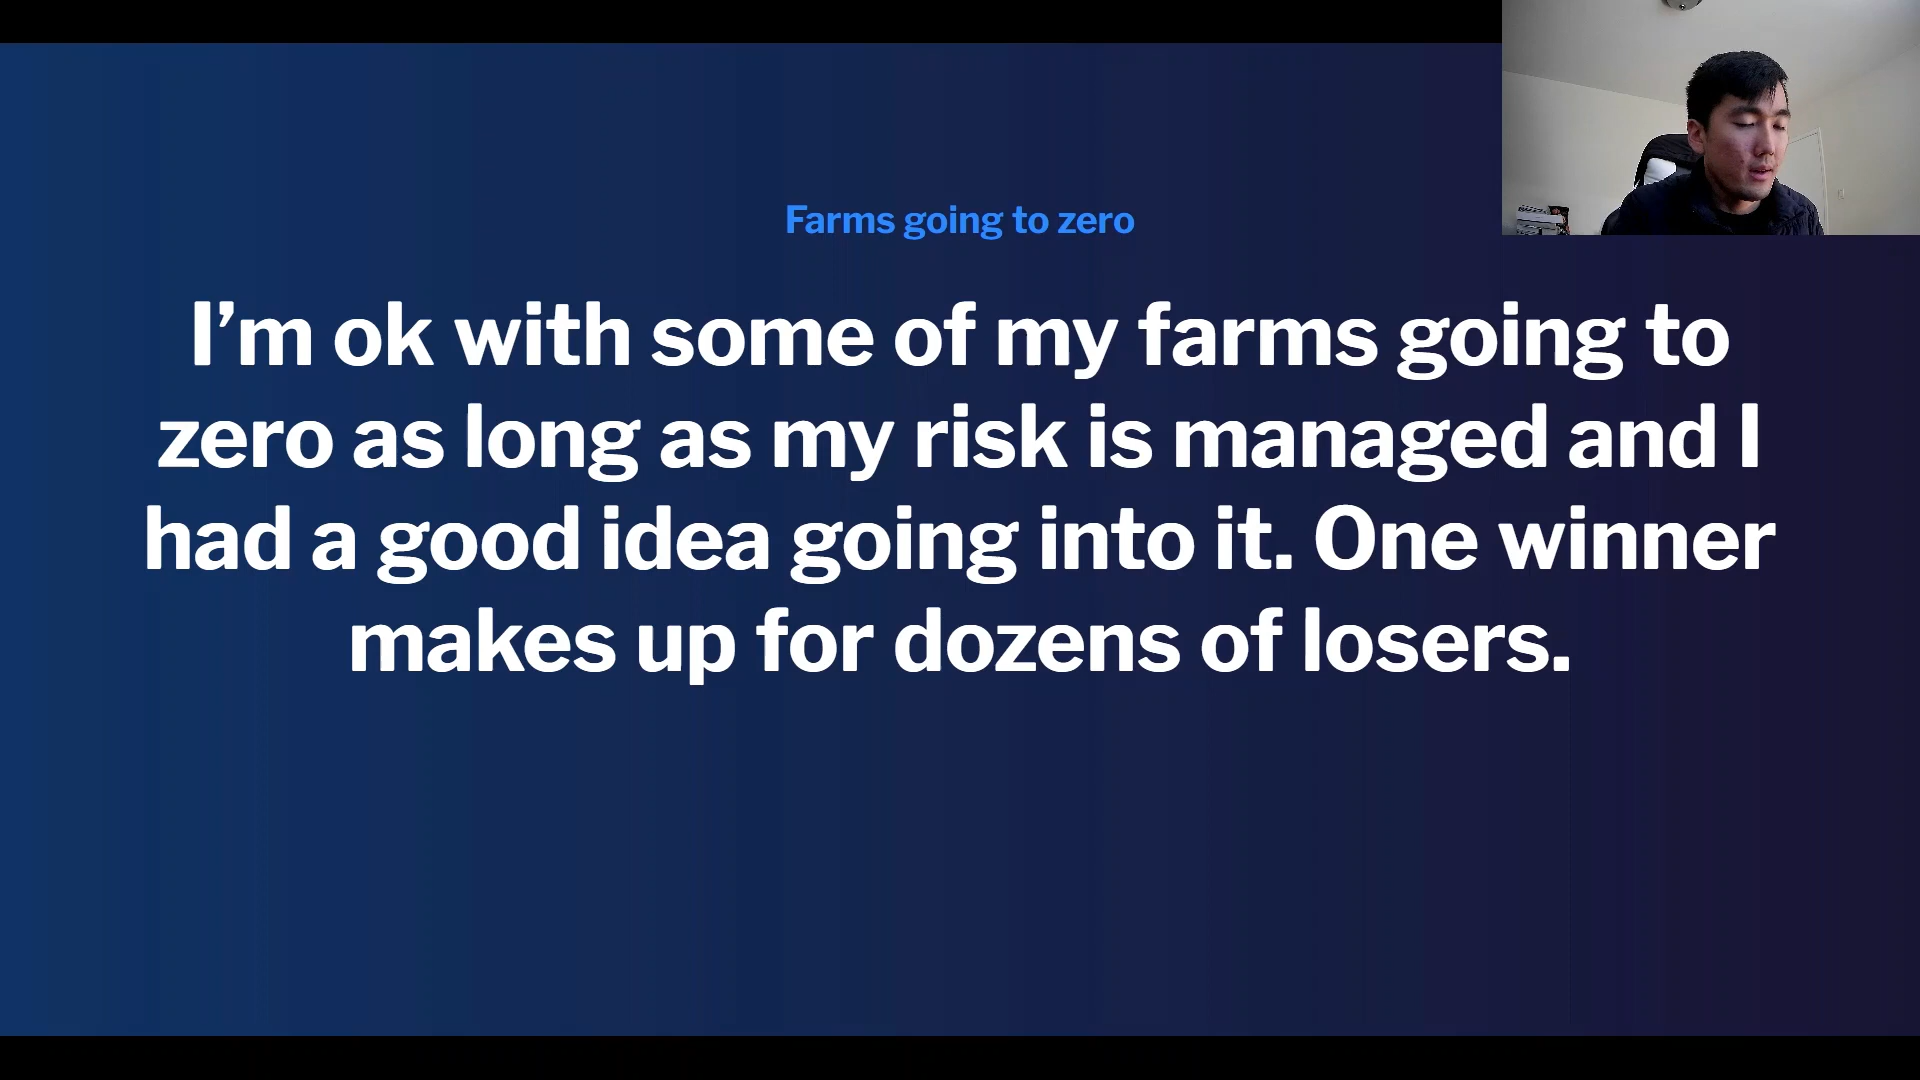 Farms going to zero
I’m ok with some of my farms going to
zero as long as my risk is managed and I
had a good idea going into it. One winner
makes up for dozens of losers.